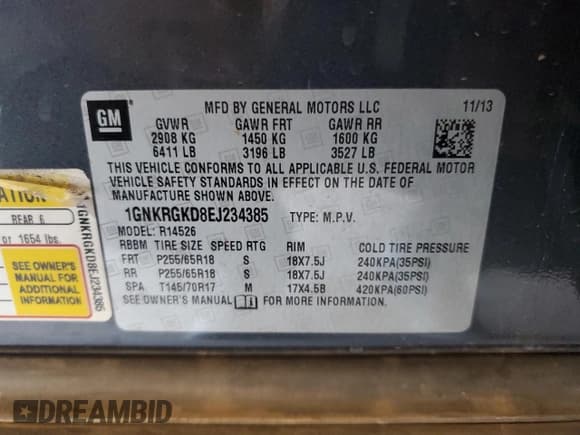 GM
MFD BY GENERAL MOTORS LLC 11/13
GVWR GAWR FRT GAWR RR
2908 KG 1450 KG 1600 KG
6411 LB 3196 LB 3527 LB
THIS VEHICLE CONFORMS TO ALL APPLICABLE U.S. FEDERAL MOTOR
VEHICLE SAFETY STANDARDS IN EFFECT ON THE DATE OF
MANUFACTURE SHOWN ABOVE.
1GNKRGKD8EJ234385 TYPE: M.P.V.
MODEL: R14526
RBBM TIRE SIZE SPEED RTG RIM COLD TIRE PRESSURE
FRT P255/65R18 S 18X7.5J 240KPA(35PSI)
RR P255/65R18 S 18X7.5J 240KPA(35PSI)
SPA T145/70R17 M 17X4.5B 420KPA(60PSI)
SEE OWNER'S MANUAL FOR MORE INFORMATION.
REAR 6
or 1654 lbs.
SEE OWNER'S
MANUAL FOR
ADDITIONAL
INFORMATION
1GNKRGKD8EJ234385
DREAMBID